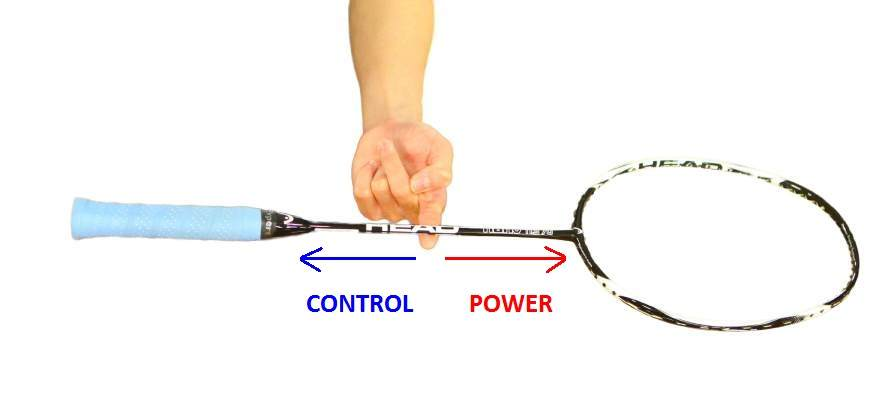 HEAD
HEAD
CONTROL
POWER